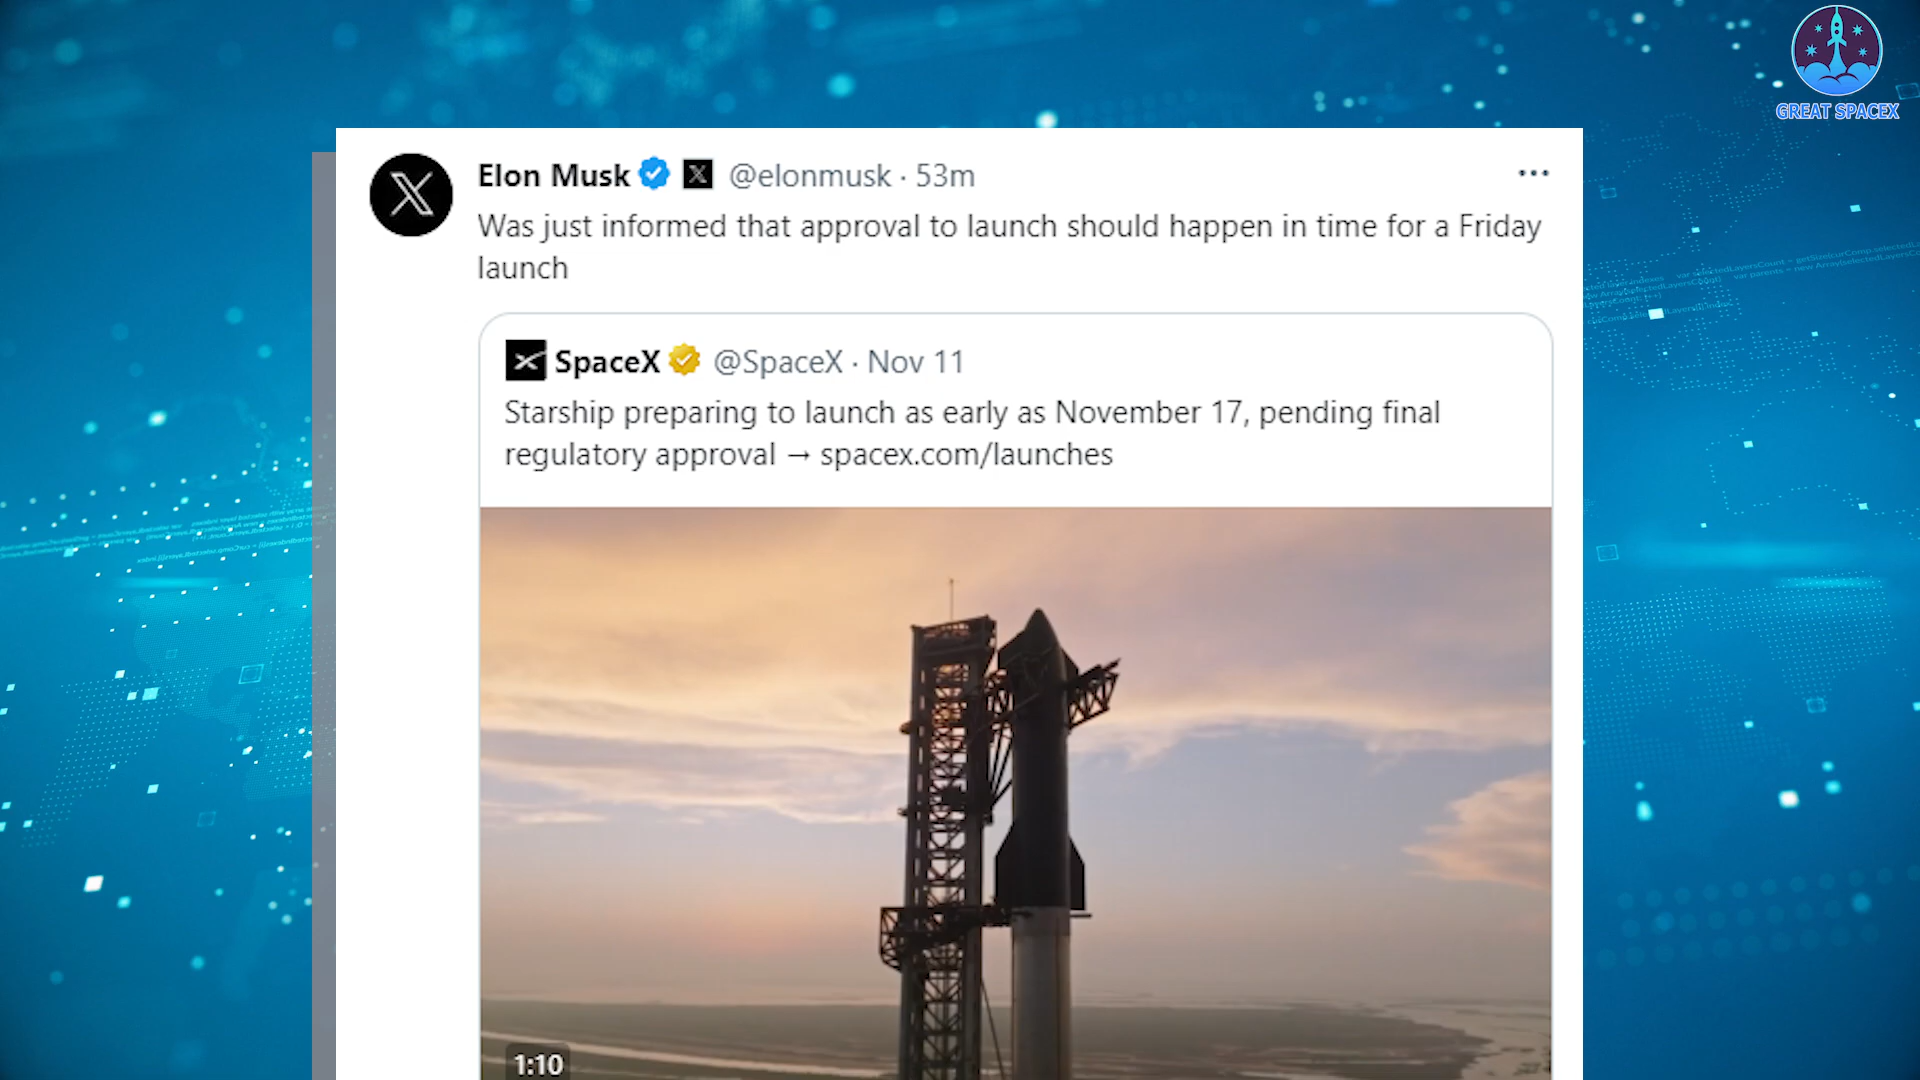 GREAT SPACEX
Elon Musk @elonmusk · 53m
Was just informed that approval to launch should happen in time for a Friday
launch
SpaceX @SpaceX · Nov 11
Starship preparing to launch as early as November 17, pending final
regulatory approval → spacex.com/launches
1:10